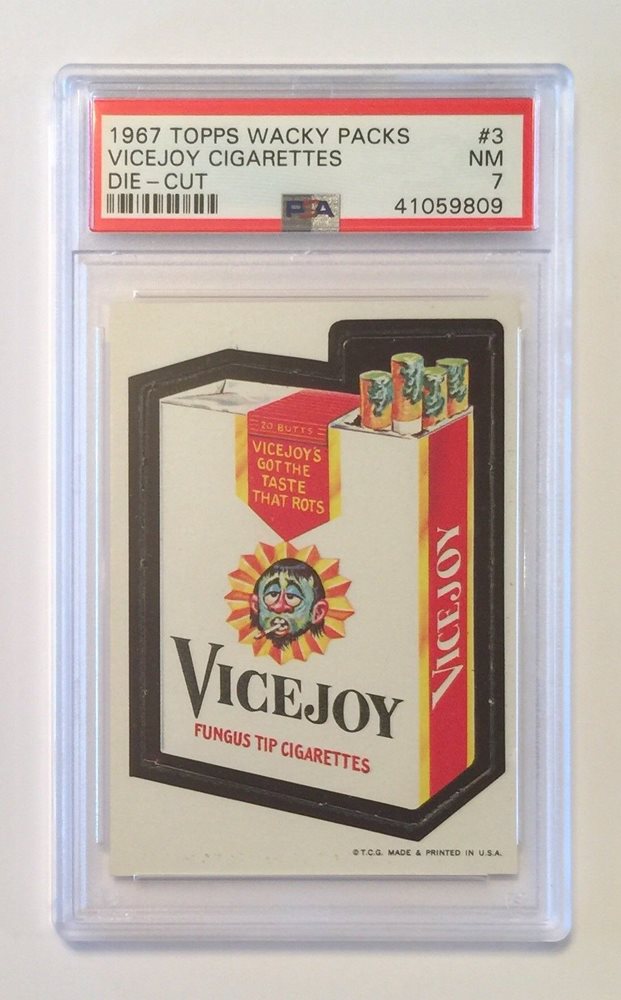 1967 TOPPS WACKY PACKS #3
VICEJOY CIGARETTES NM
DIE-CUT 7
PSA 41059809
20 BUTTS
VICEJOY'S
GOT THE
TASTE
THAT ROTS
VICEJOY
VICEJOY
FUNGUS TIP CIGARETTES
©T.C.G. MADE & PRINTED IN U.S.A.